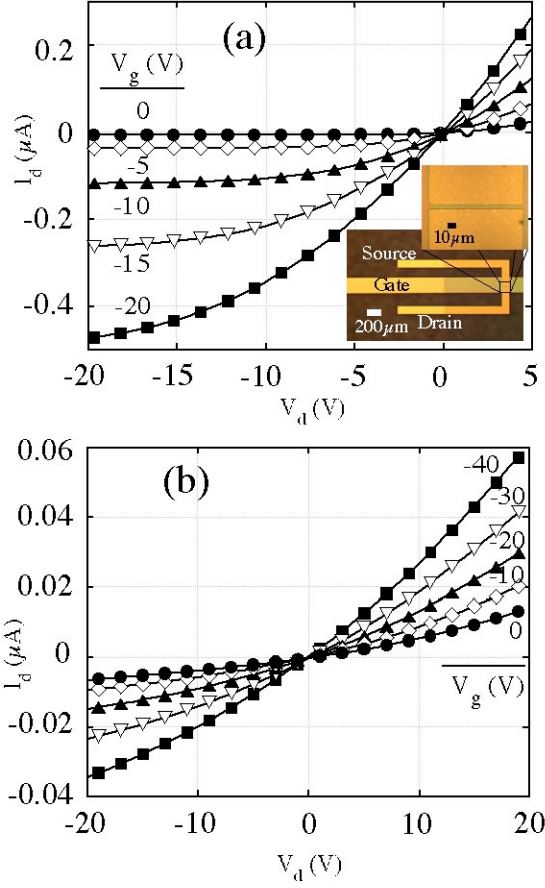 (a)
0.2
0
-0.2
-0.4
I_d (µA)
V_g (V)
0
-5
-10
-15
-20
10µm
Source
Gate
200µm
Drain
-20
-15
-10
-5
0
5
V_d (V)
(b)
0.06
0.04
0.02
0
-0.02
-0.04
I_d (µA)
-40
-30
-20
-10
0
V_g (V)
-20
-10
0
10
20
V_d (V)